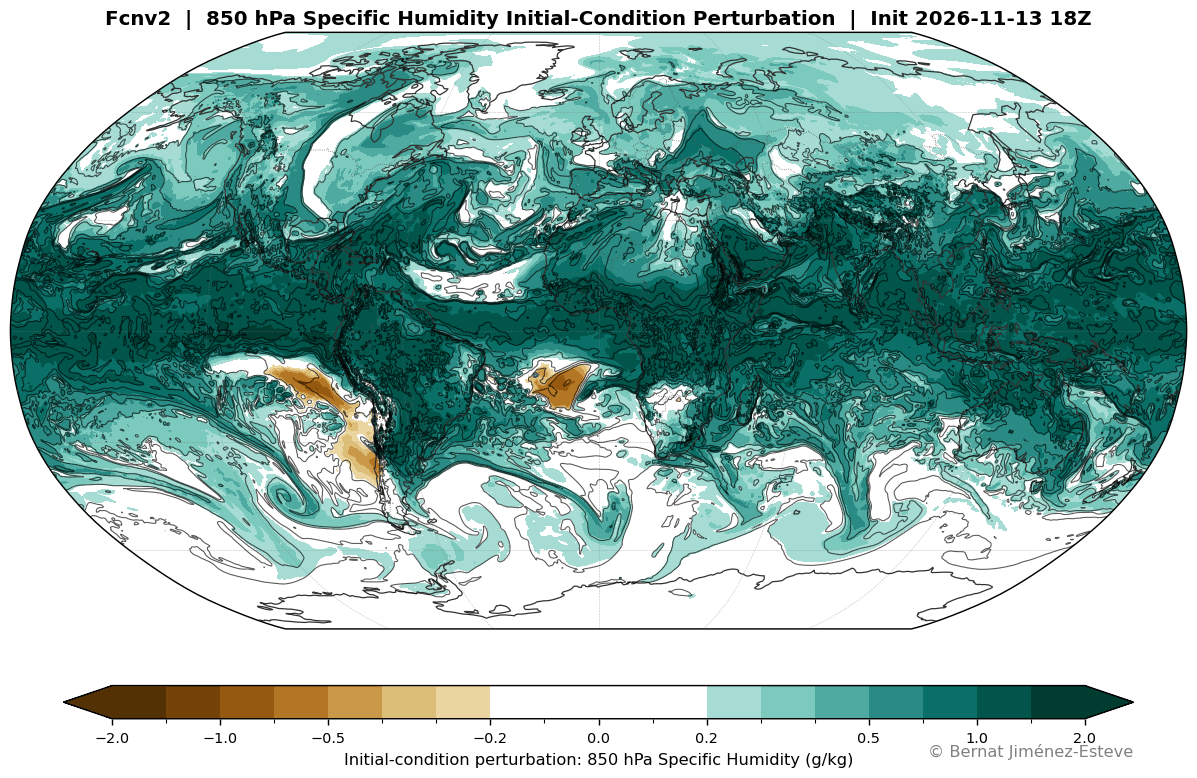 Fcnv2 | 850 hPa Specific Humidity Initial-Condition Perturbation | Init 2026-11-13 18Z
−2.0 −1.0 −0.5 −0.2 0.0 0.2 0.5 1.0 2.0
© Bernat Jiménez-Esteve
Initial-condition perturbation: 850 hPa Specific Humidity (g/kg)